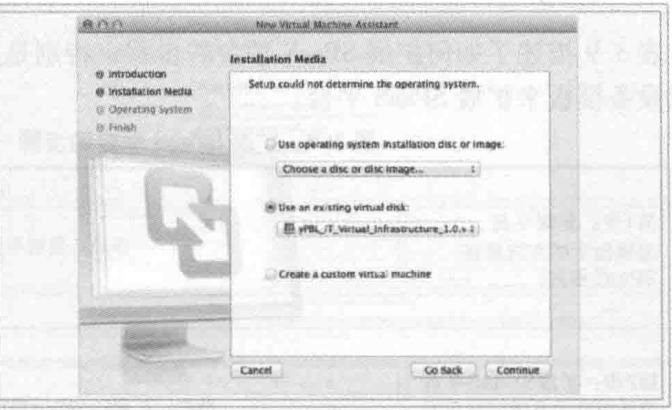 New Virtual Machine Assistant
Installation Media
Introduction
Installation Media
Operating System
Finish
Setup could not determine the operating system.
Use operating system installation disc or image:
Choose a disc or disc image...
Use an existing virtual disk:
yPBL_IT_Virtual_Infrastructure_1.0.v
Create a custom virtual machine
Cancel
Go Back
Continue